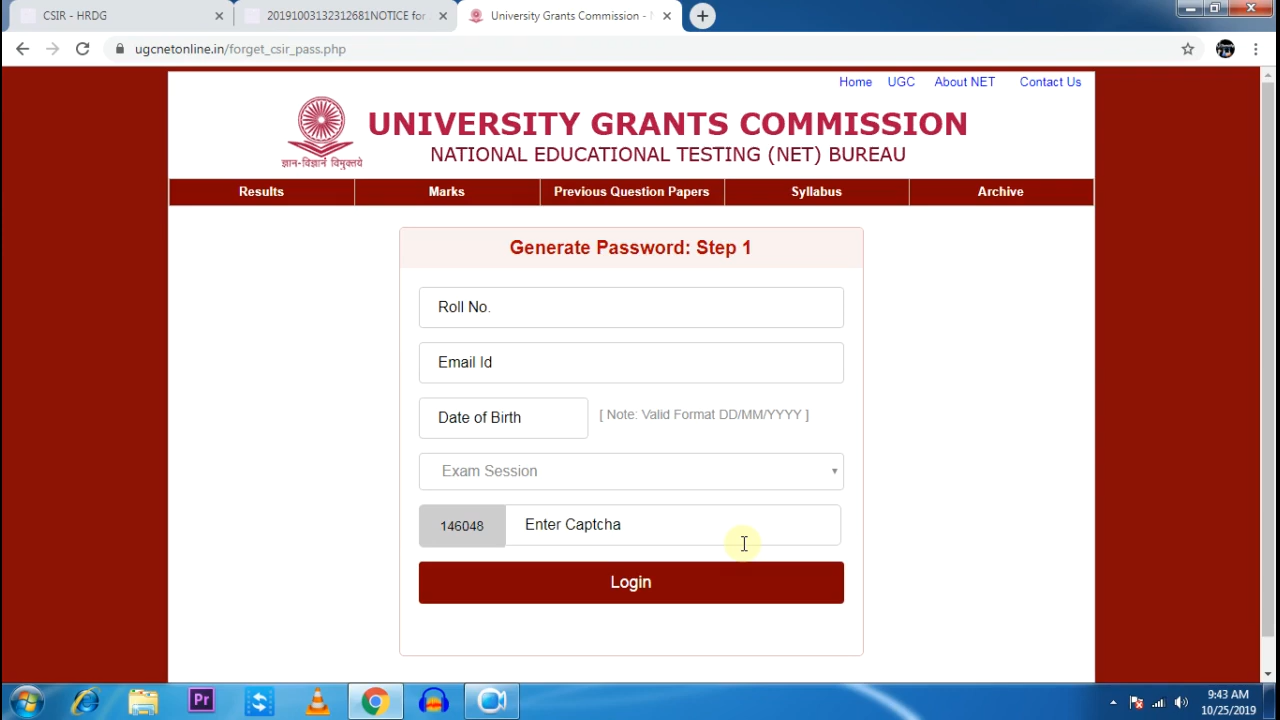 CSIR - HRDG
20191003132312681NOTICE for
University Grants Commission - N
ugcnetonline.in/forget_csir_pass.php
Home UGC About NET Contact Us
UNIVERSITY GRANTS COMMISSION
NATIONAL EDUCATIONAL TESTING (NET) BUREAU
ज्ञान-विज्ञानं विमुक्तये
Results Marks Previous Question Papers Syllabus Archive
Generate Password: Step 1
Roll No.
Email Id
Date of Birth [ Note: Valid Format DD/MM/YYYY ]
Exam Session
146048 Enter Captcha
Login
Pr
9:43 AM
10/25/2019